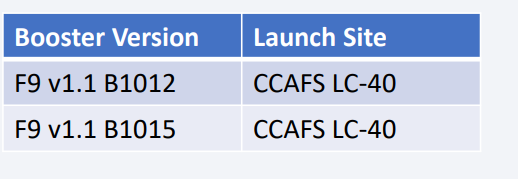 Booster Version Launch Site
F9 v1.1 B1012 CCAFS LC-40
F9 v1.1 B1015 CCAFS LC-40